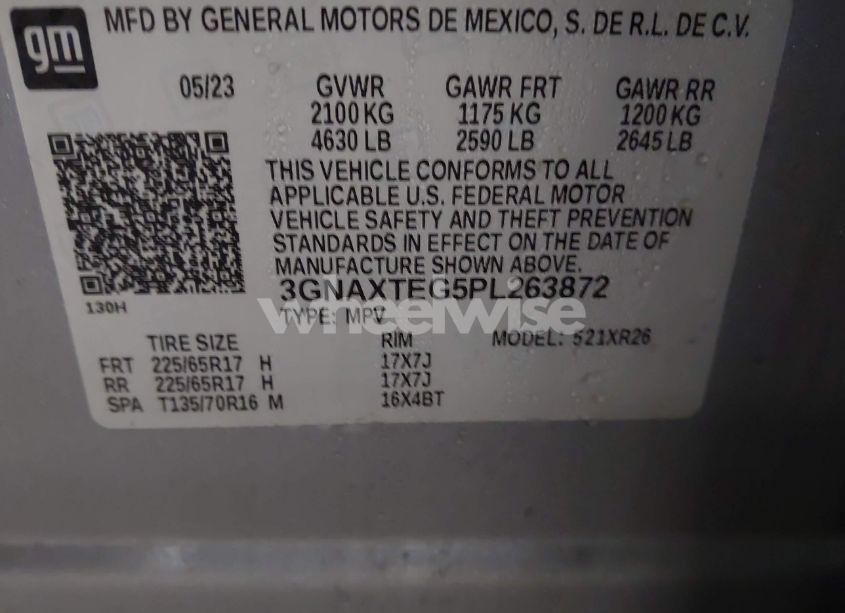 gm
MFD BY GENERAL MOTORS DE MEXICO, S. DE R.L. DE C.V.
05/23 GVWR GAWR FRT GAWR RR
2100 KG 1175 KG 1200 KG
4630 LB 2590 LB 2645 LB
THIS VEHICLE CONFORMS TO ALL
APPLICABLE U.S. FEDERAL MOTOR
VEHICLE SAFETY AND THEFT PREVENTION
STANDARDS IN EFFECT ON THE DATE OF
MANUFACTURE SHOWN ABOVE.
130H
3GNAXTEG5PL263872
wheelwise
TYPE: MPV
MODEL: 521XR26
TIRE SIZE RIM
FRT 225/65R17 H 17X7J
RR 225/65R17 H 17X7J
SPA T135/70R16 M 16X4BT